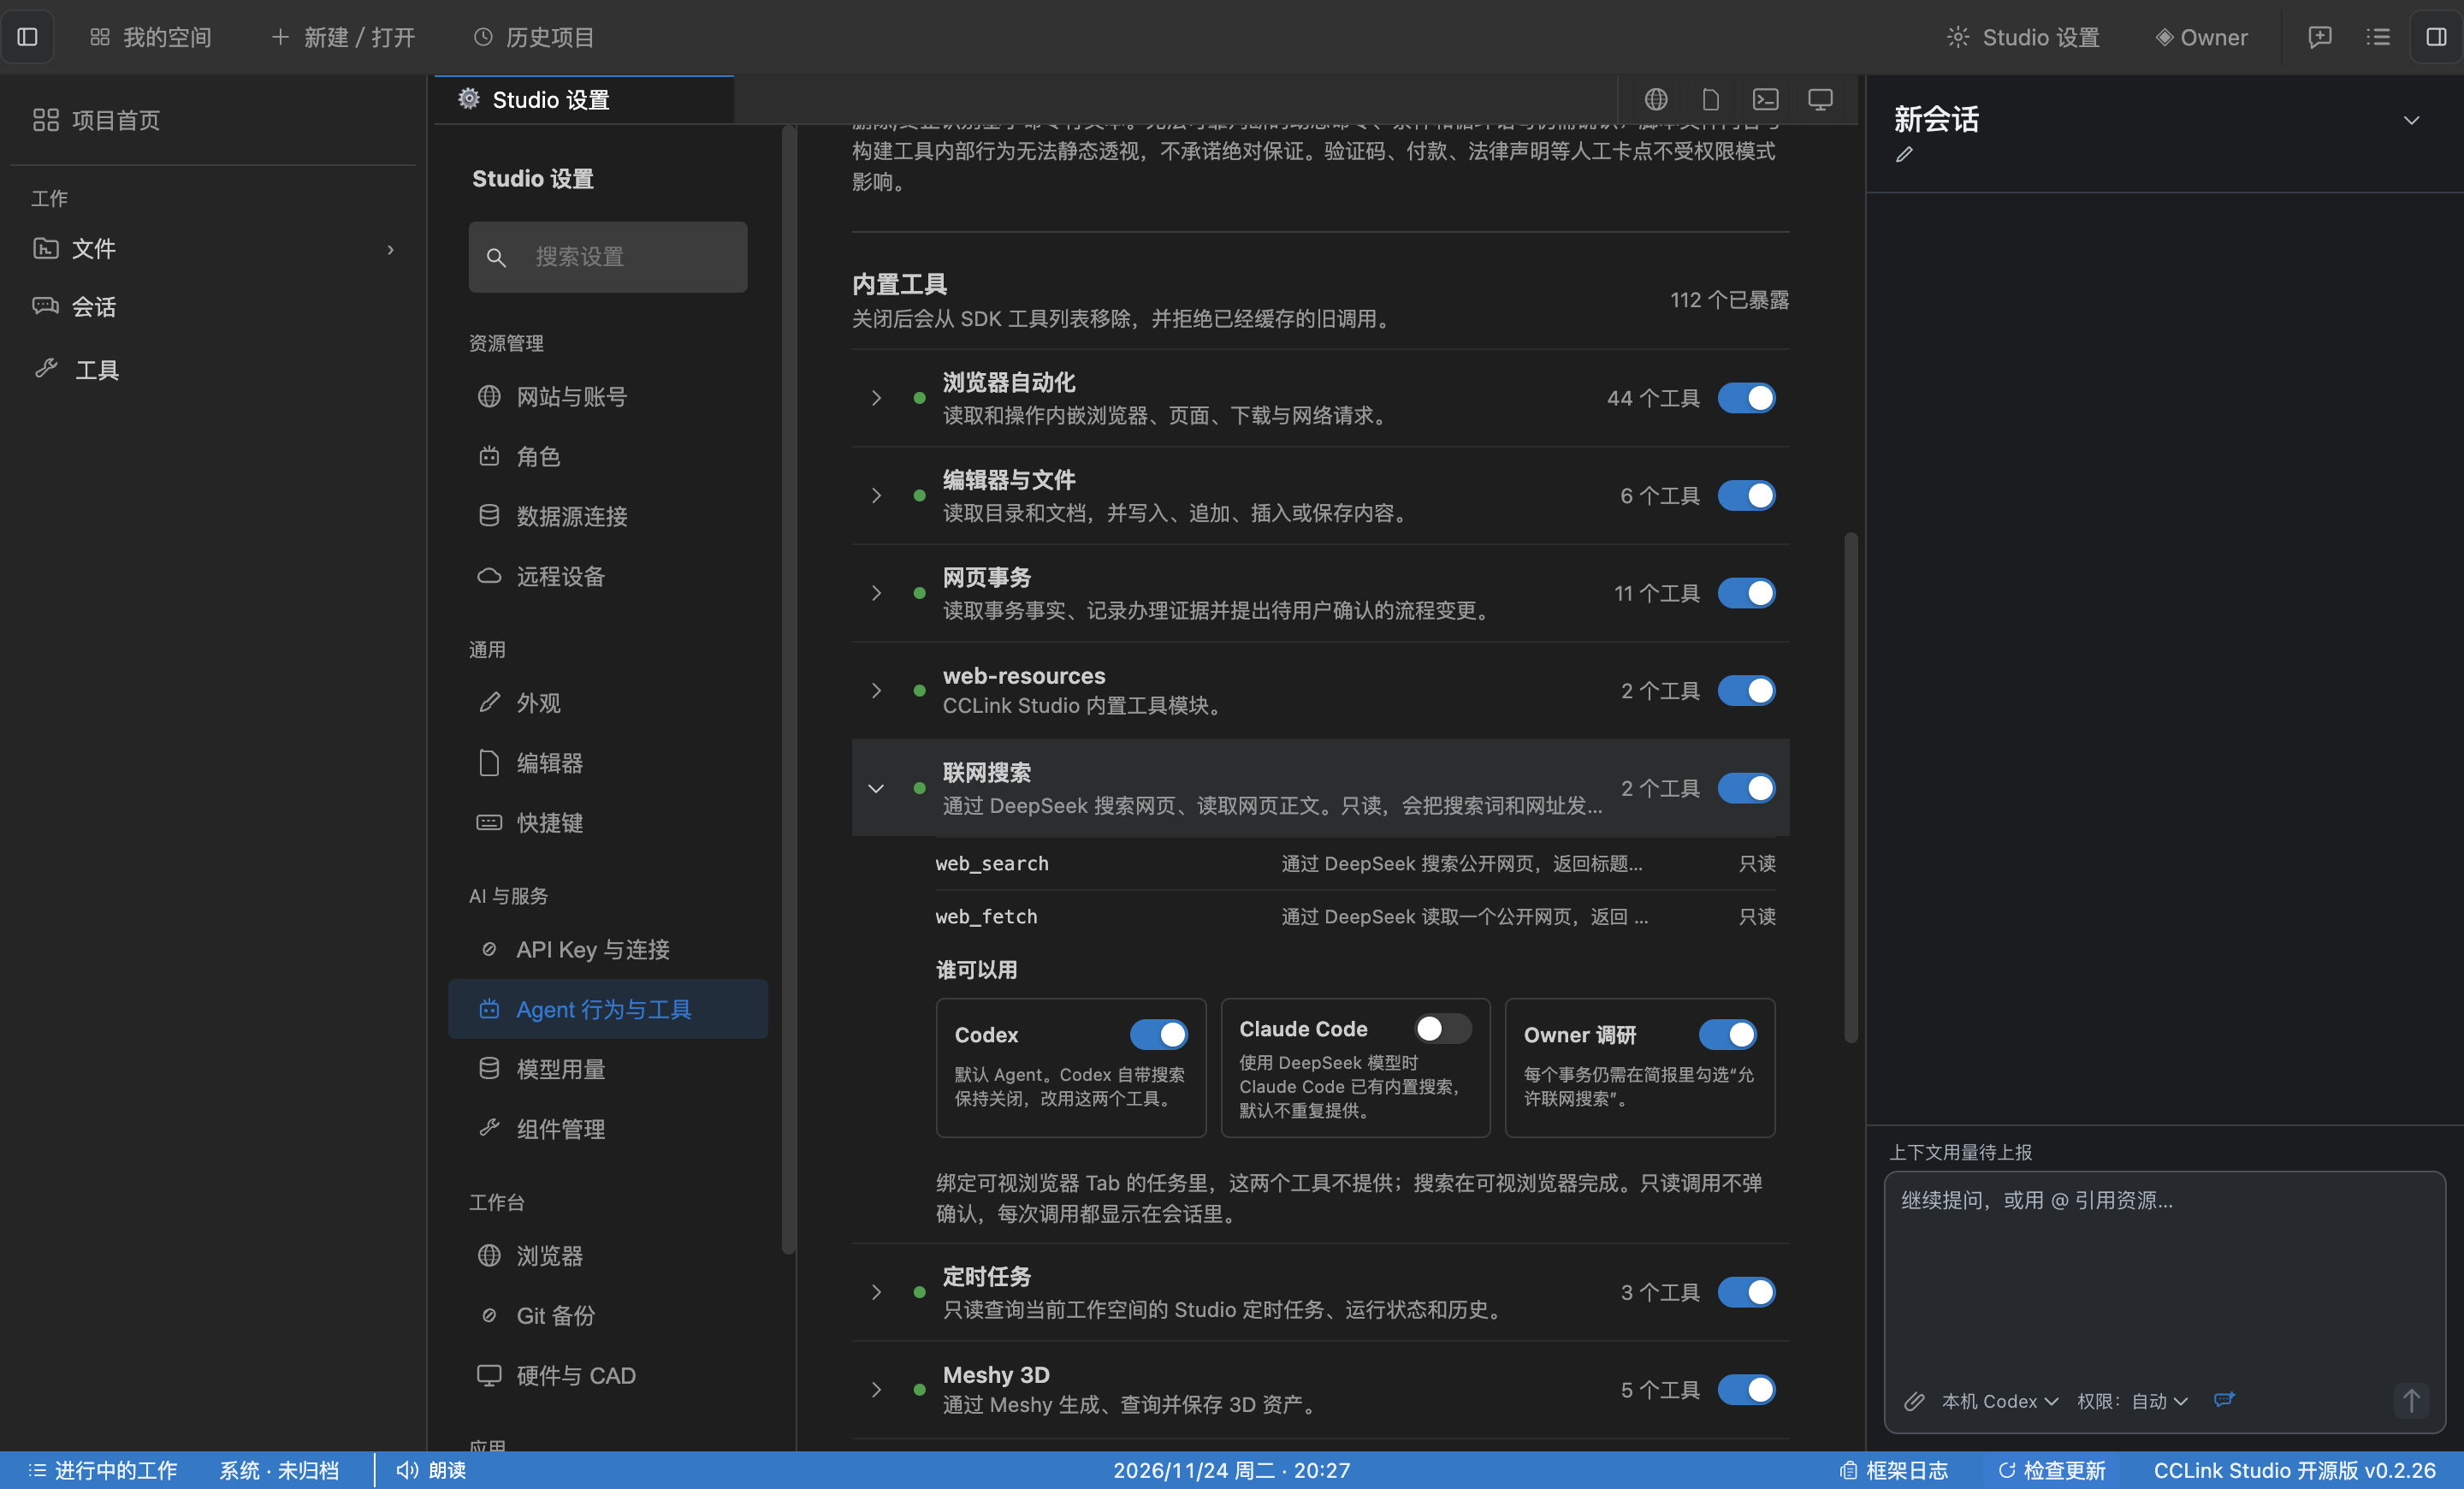 我的空间
新建 / 打开
历史项目
Studio 设置
Owner
项目首页
工作
文件
会话
工具
Studio 设置
Studio 设置
搜索设置
资源管理
网站与账号
角色
数据源连接
远程设备
通用
外观
编辑器
快捷键
AI 与服务
API Key 与连接
Agent 行为与工具
模型用量
组件管理
工作台
浏览器
Git 备份
硬件与 CAD
应用
构建工具内部行为无法静态透视，不承诺绝对保证。验证码、付款、法律声明等人工卡点不受权限模式
影响。
内置工具
关闭后会从 SDK 工具列表移除，并拒绝已经缓存的旧调用。
112 个已暴露
浏览器自动化
读取和操作内嵌浏览器、页面、下载与网络请求。
44 个工具
编辑器与文件
读取目录和文档，并写入、追加、插入或保存内容。
6 个工具
网页事务
读取事务事实、记录办理证据并提出待用户确认的流程变更。
11 个工具
web-resources
CCLink Studio 内置工具模块。
2 个工具
联网搜索
通过 DeepSeek 搜索网页、读取网页正文。只读，会把搜索词和网址发...
2 个工具
web_search
通过 DeepSeek 搜索公开网页，返回标题...
只读
web_fetch
通过 DeepSeek 读取一个公开网页，返回 ...
只读
谁可以用
Codex
默认 Agent。Codex 自带搜索
保持关闭，改用这两个工具。
Claude Code
使用 DeepSeek 模型时
Claude Code 已有内置搜索，
默认不重复提供。
Owner 调研
每个事务仍需在简报里勾选“允
许联网搜索”。
绑定可视浏览器 Tab 的任务里，这两个工具不提供；搜索在可视浏览器完成。只读调用不弹
确认，每次调用都显示在会话里。
定时任务
只读查询当前工作空间的 Studio 定时任务、运行状态和历史。
3 个工具
Meshy 3D
通过 Meshy 生成、查询并保存 3D 资产。
5 个工具
新会话
上下文用量待上报
继续提问，或用 @ 引用资源...
本机 Codex
权限：自动
进行中的工作
系统 · 未归档
朗读
2026/11/24 周二 · 20:27
框架日志
检查更新
CCLink Studio 开源版 v0.2.26